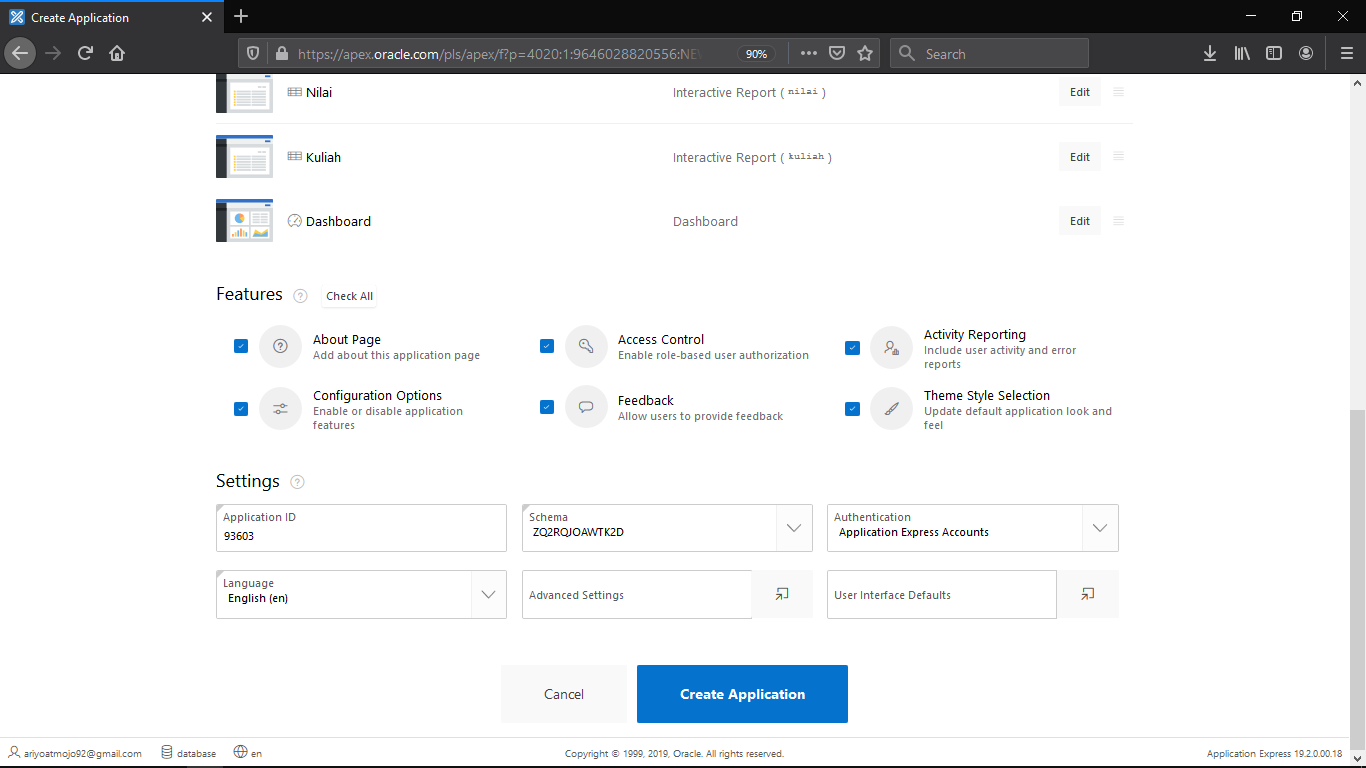 Create Application
https://apex.oracle.com/pls/apex/f?p=4020:1:9646028820556:NE
90%
Search
Nilai
Interactive Report ( nilai )
Edit
Kuliah
Interactive Report ( kuliah )
Edit
Dashboard
Dashboard
Edit
Features
Check All
About Page
Add about this application page
Access Control
Enable role-based user authorization
Activity Reporting
Include user activity and error
reports
Configuration Options
Enable or disable application
features
Feedback
Allow users to provide feedback
Theme Style Selection
Update default application look and
feel
Settings
Application ID
93603
Schema
ZQ2RQJOAWTK2D
Authentication
Application Express Accounts
Language
English (en)
Advanced Settings
User Interface Defaults
Cancel
Create Application
ariyoatmojo92@gmail.com
database
en
Copyright © 1999, 2019, Oracle. All rights reserved.
Application Express 19.2.0.00.18